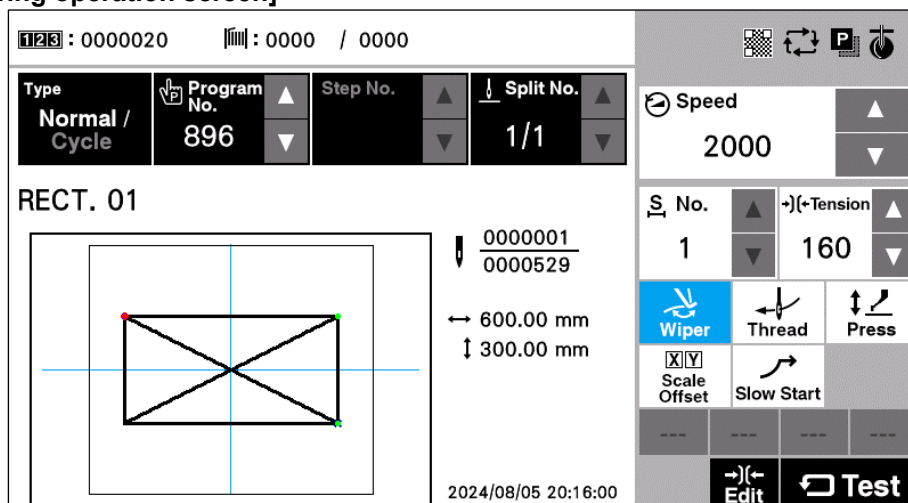 ring operation screen]
123 : 0000020 : 0000 / 0000
P
Type
Normal /
Cycle
P Program
No.
896
Step No.
Split No.
1/1
Speed
2000
RECT. 01
S No.
1
Tension
160
0000001
0000529
600.00 mm
300.00 mm
Wiper
Thread
Press
X Y
Scale
Offset
Slow Start
--- --- --- ---
2024/08/05 20:16:00
Edit
Test